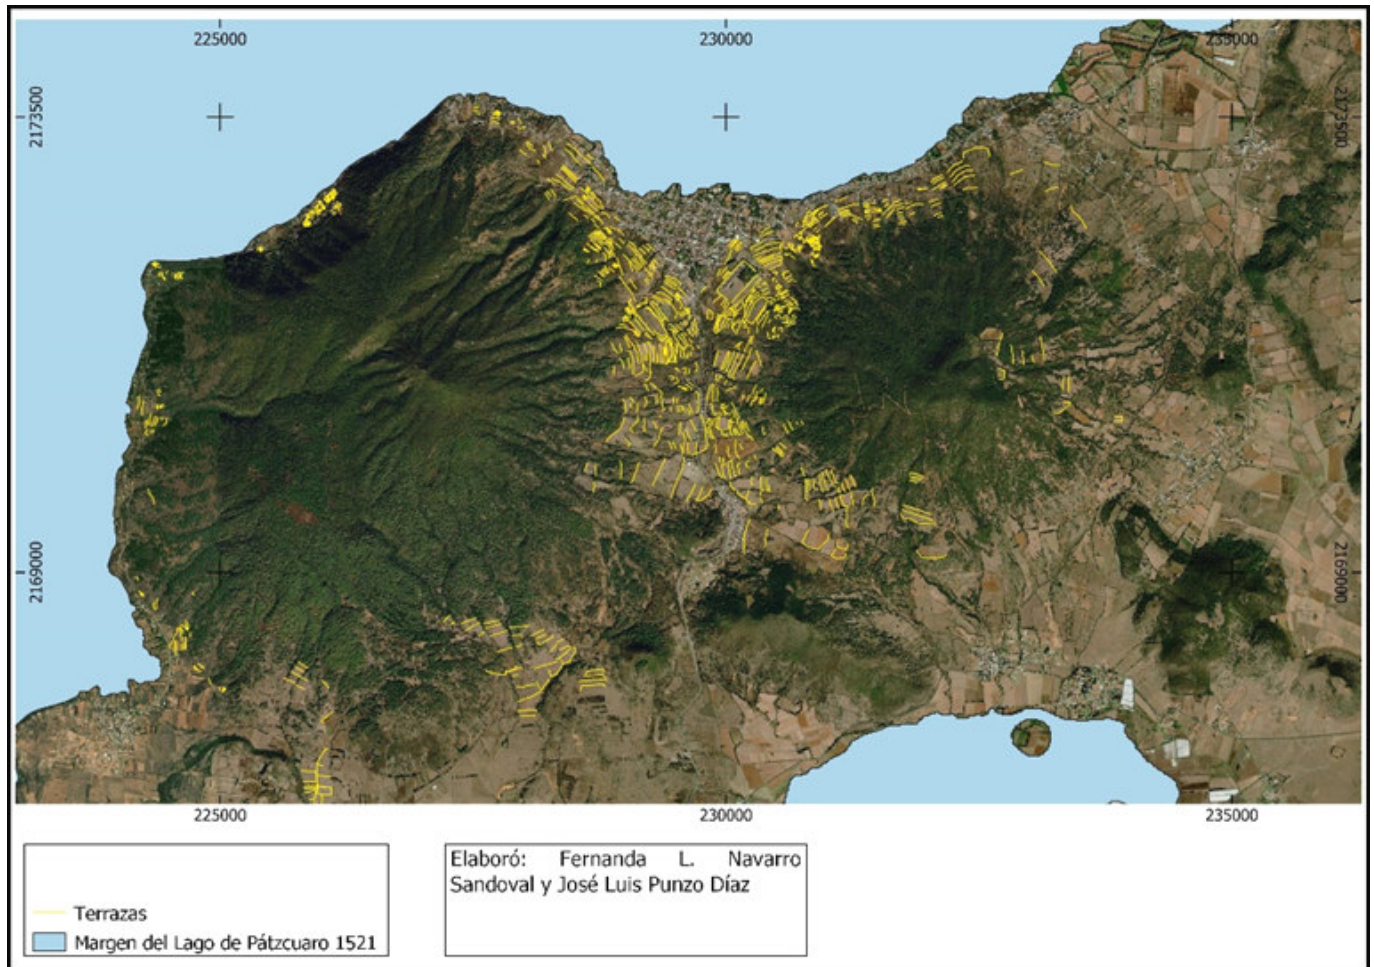 225000 230000 235000
2173500 2173500
2169000 2169000
225000 230000 235000
Terrazas
Margen del Lago de Pátzcuaro 1521
Elaboró: Fernanda L. Navarro
Sandoval y José Luis Punzo Díaz